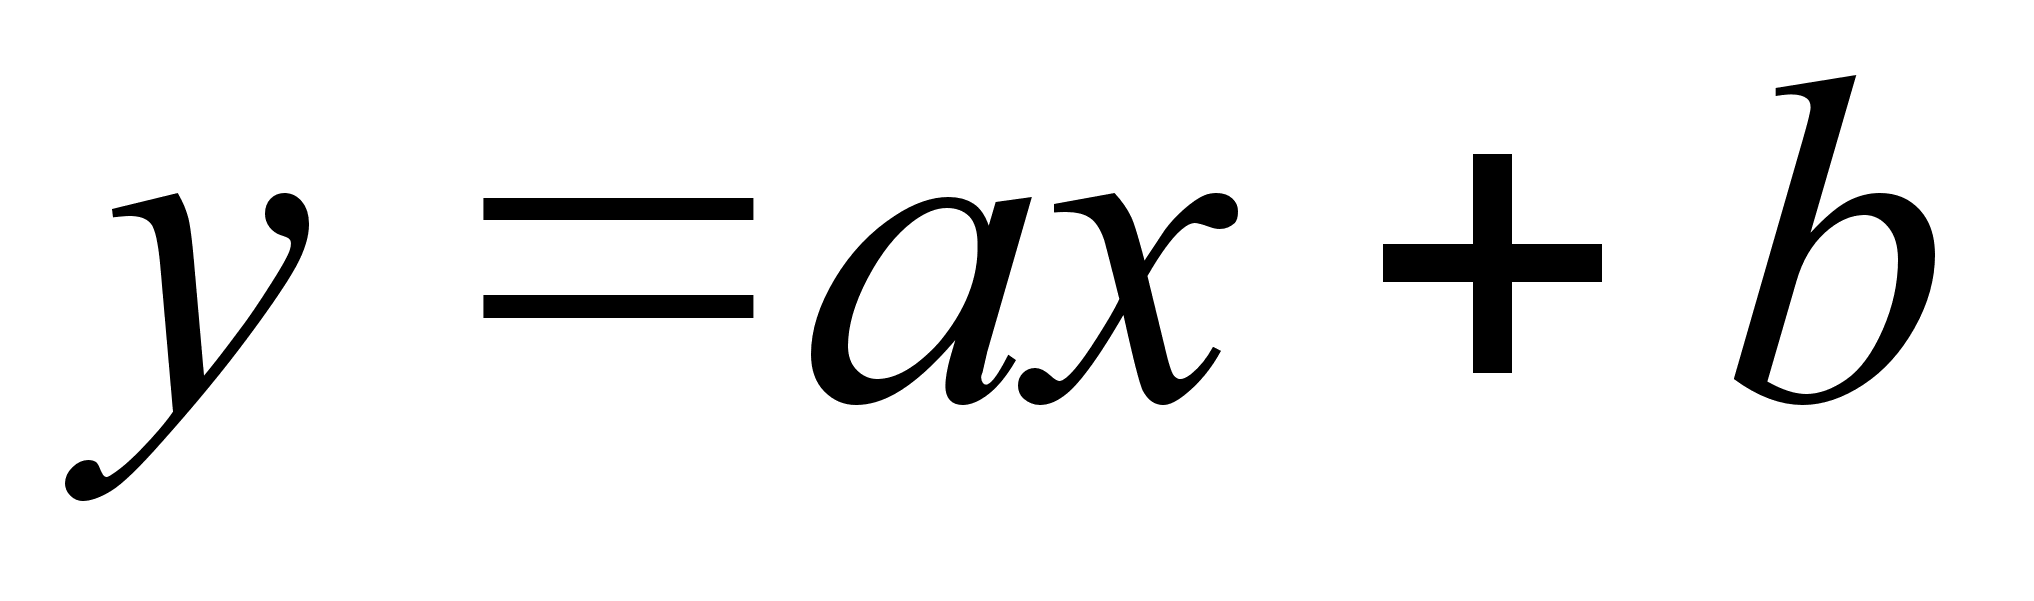 y = ax + b